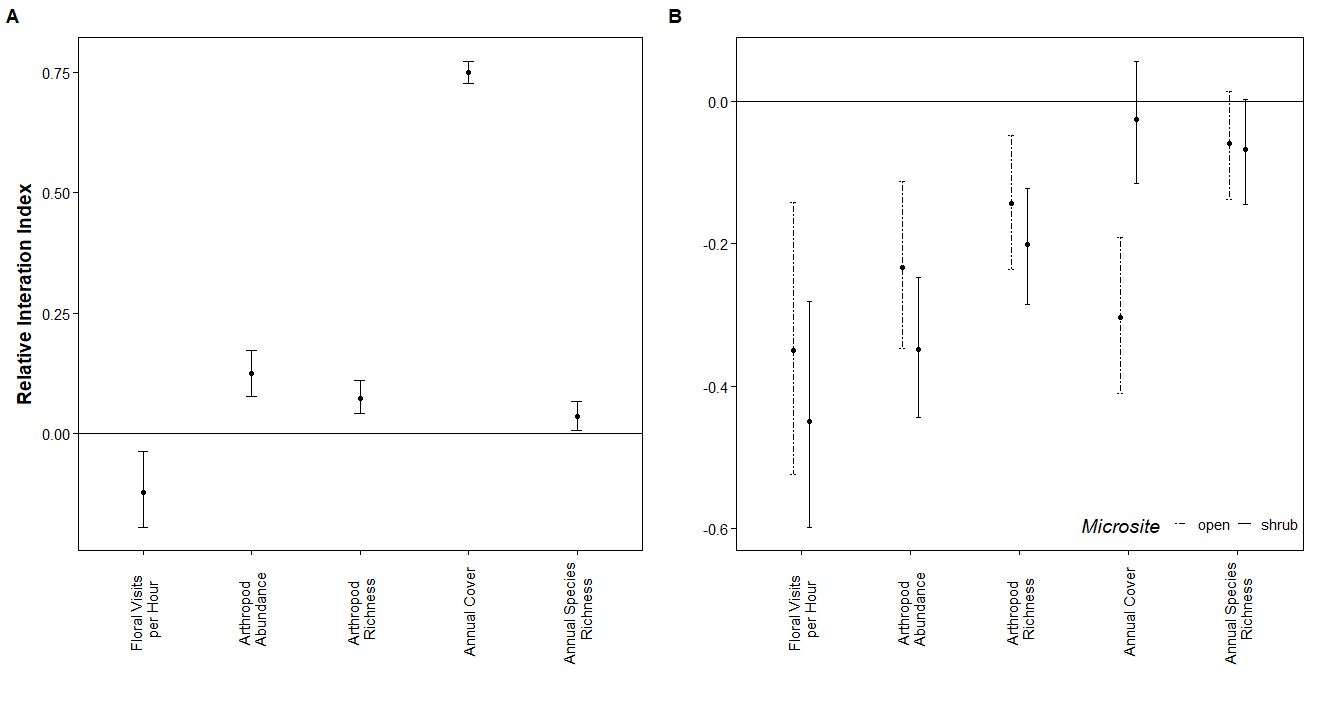 A
B
Relative Interation Index
0.75
0.50
0.25
0.00
Floral Visits
per Hour
Arthropod
Abundance
Arthropod
Richness
Annual Cover
Annual Species
Richness
0.0
-0.2
-0.4
-0.6
Microsite open shrub
Floral Visits
per Hour
Arthropod
Abundance
Arthropod
Richness
Annual Cover
Annual Species
Richness